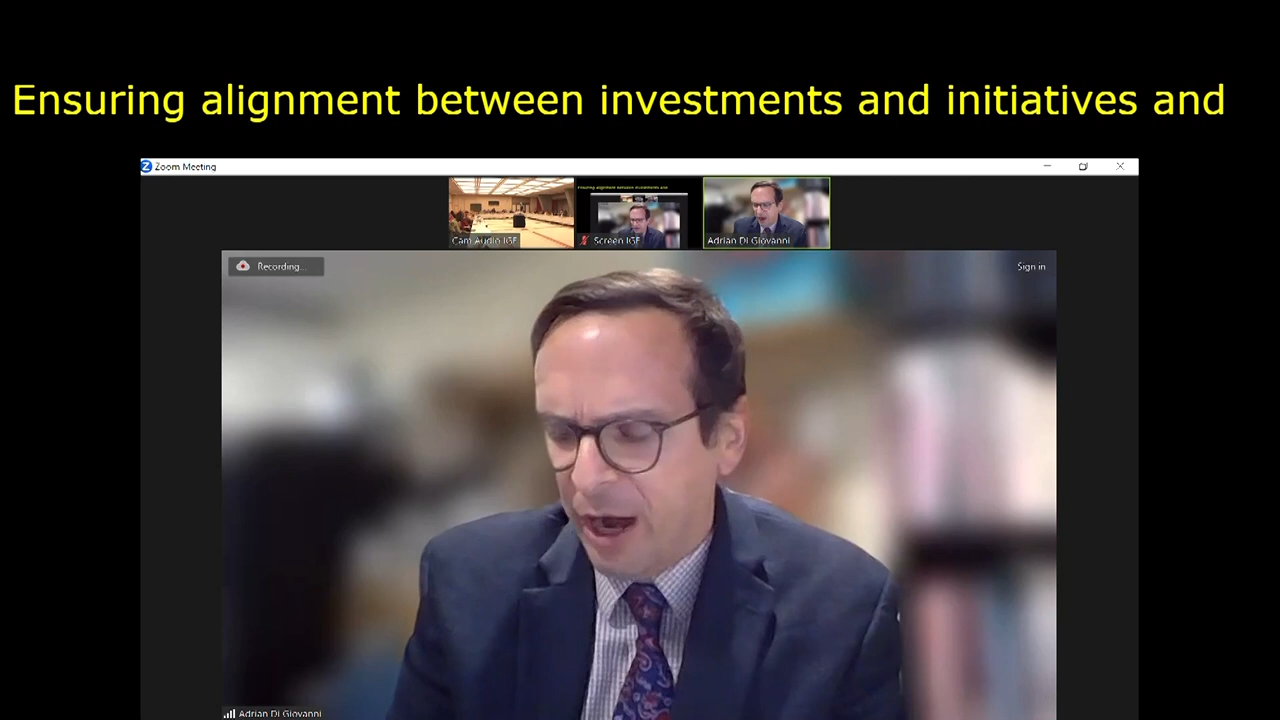 Ensuring alignment between investments and initiatives and
Zoom Meeting
Cam Audio IGF
Screen IGF
Adrian Di Giovanni
Recording...
Sign in
Adrian Di Giovanni